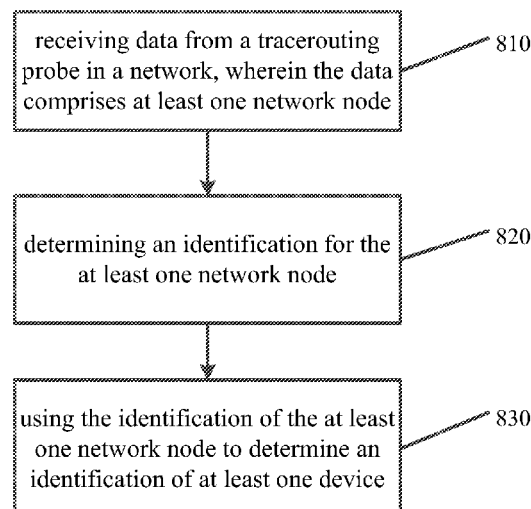 receiving data from a tracerouting
probe in a network, wherein the data
comprises at least one network node
810
determining an identification for the
at least one network node
820
using the identification of the at least
one network node to determine an
identification of at least one device
830